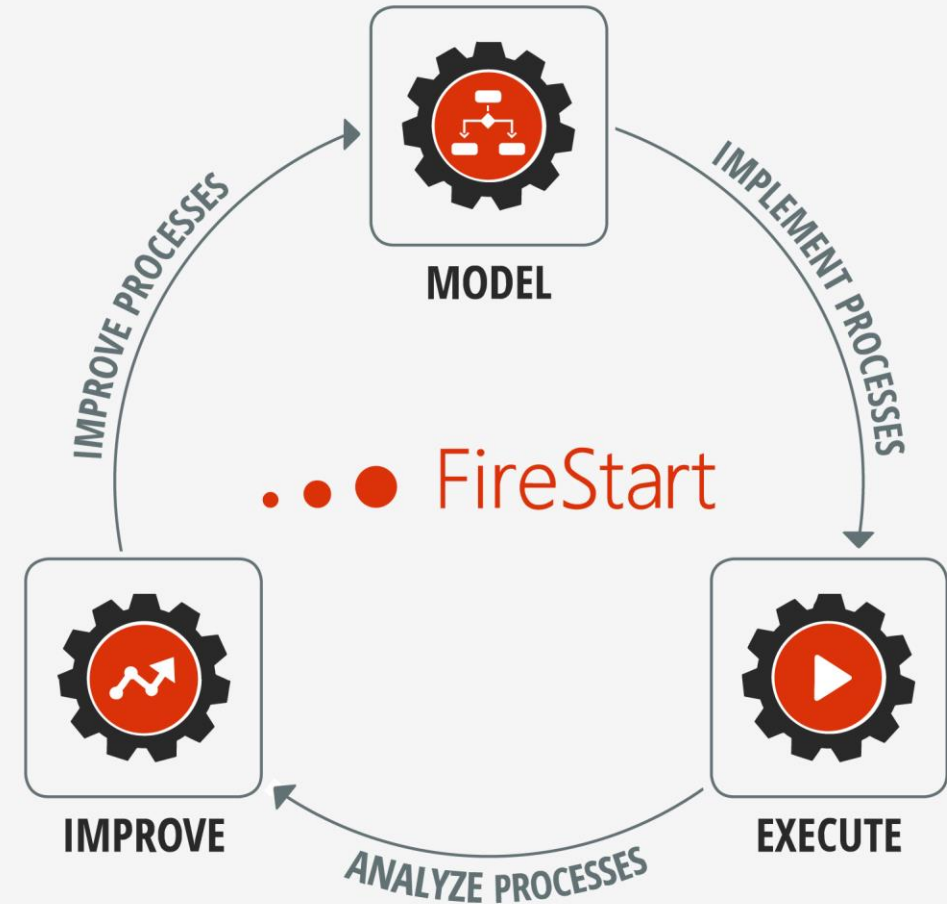 MODEL
IMPROVE PROCESSES
IMPLEMENT PROCESSES
FireStart
IMPROVE
EXECUTE
ANALYZE PROCESSES